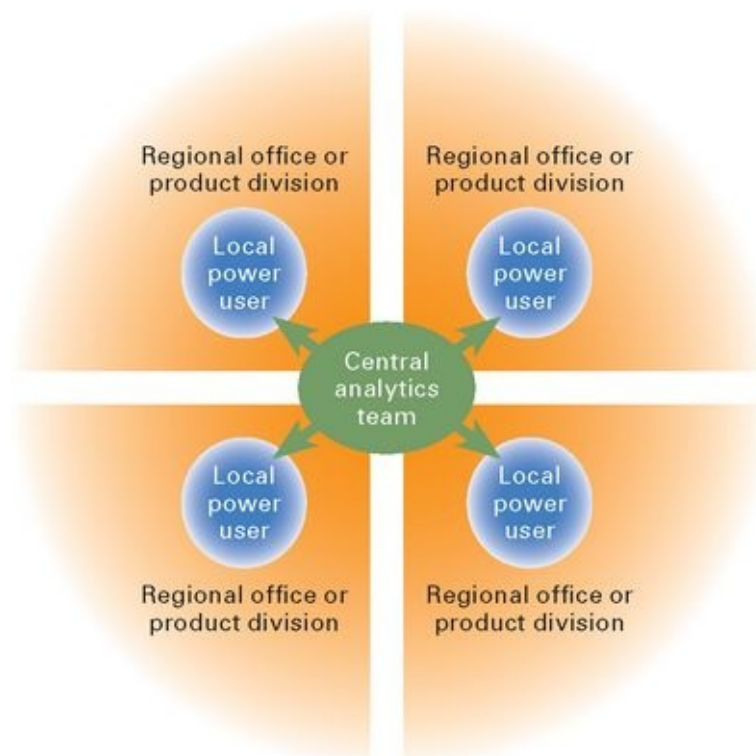 Regional office or
product division
Local
power
user
Regional office or
product division
Local
power
user
Central
analytics
team
Local
power
user
Regional office or
product division
Local
power
user
Regional office or
product division